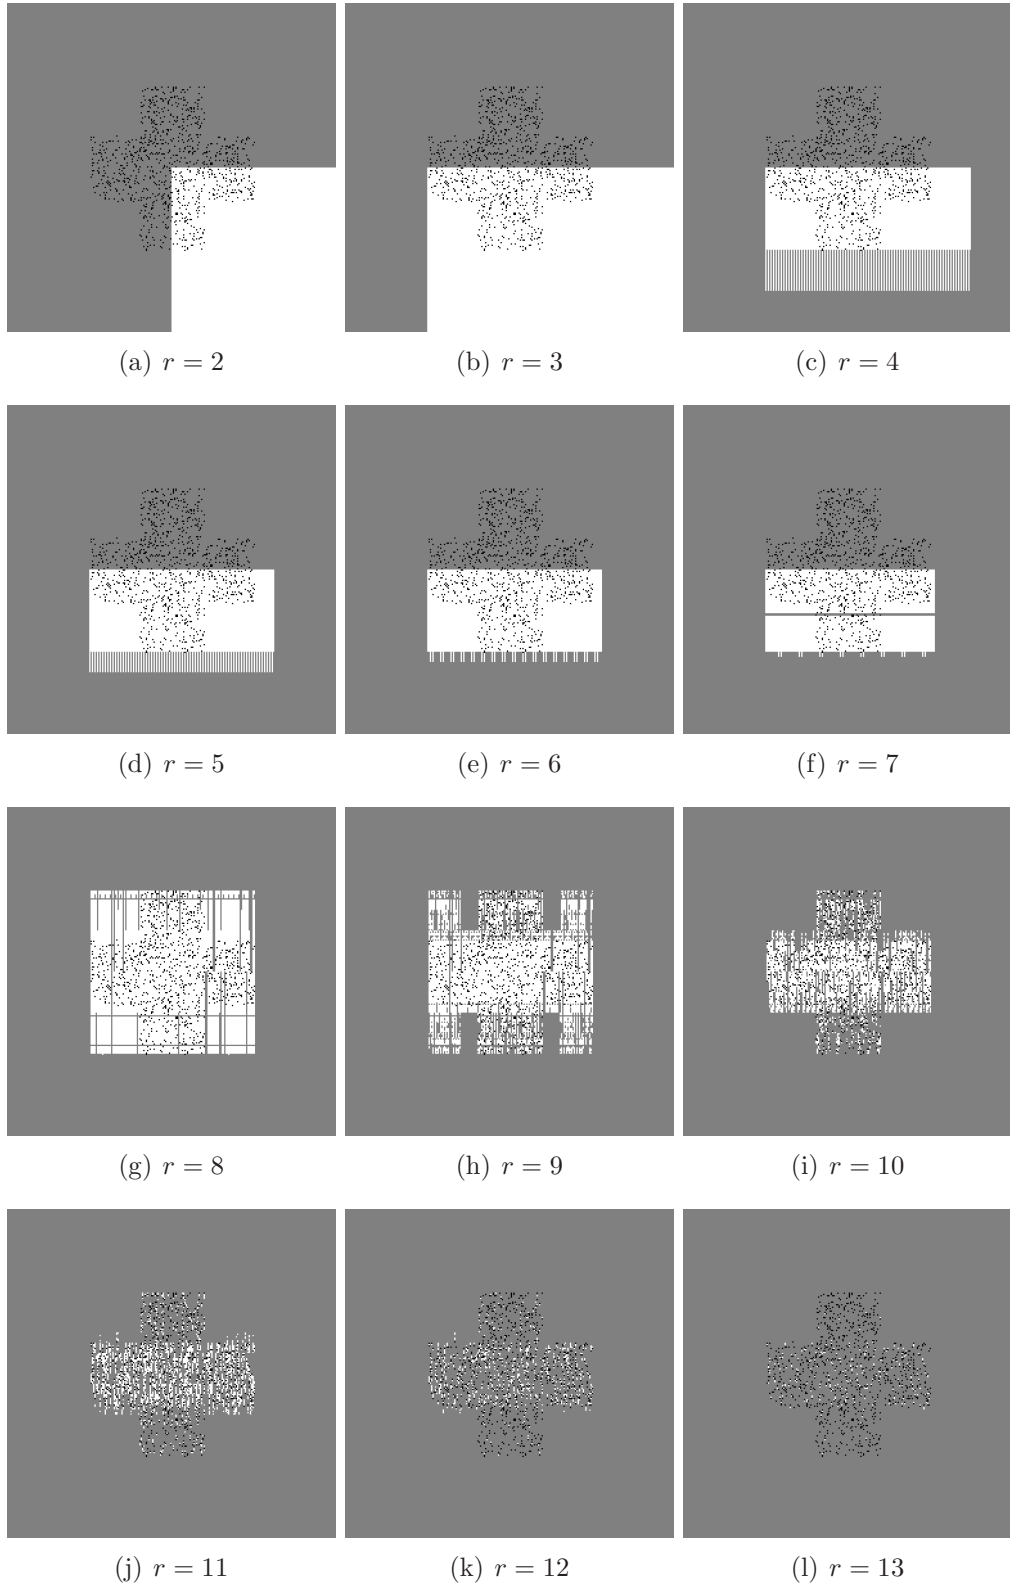 (a) r = 2 (b) r = 3 (c) r = 4
(d) r = 5 (e) r = 6 (f) r = 7
(g) r = 8 (h) r = 9 (i) r = 10
(j) r = 11 (k) r = 12 (l) r = 13